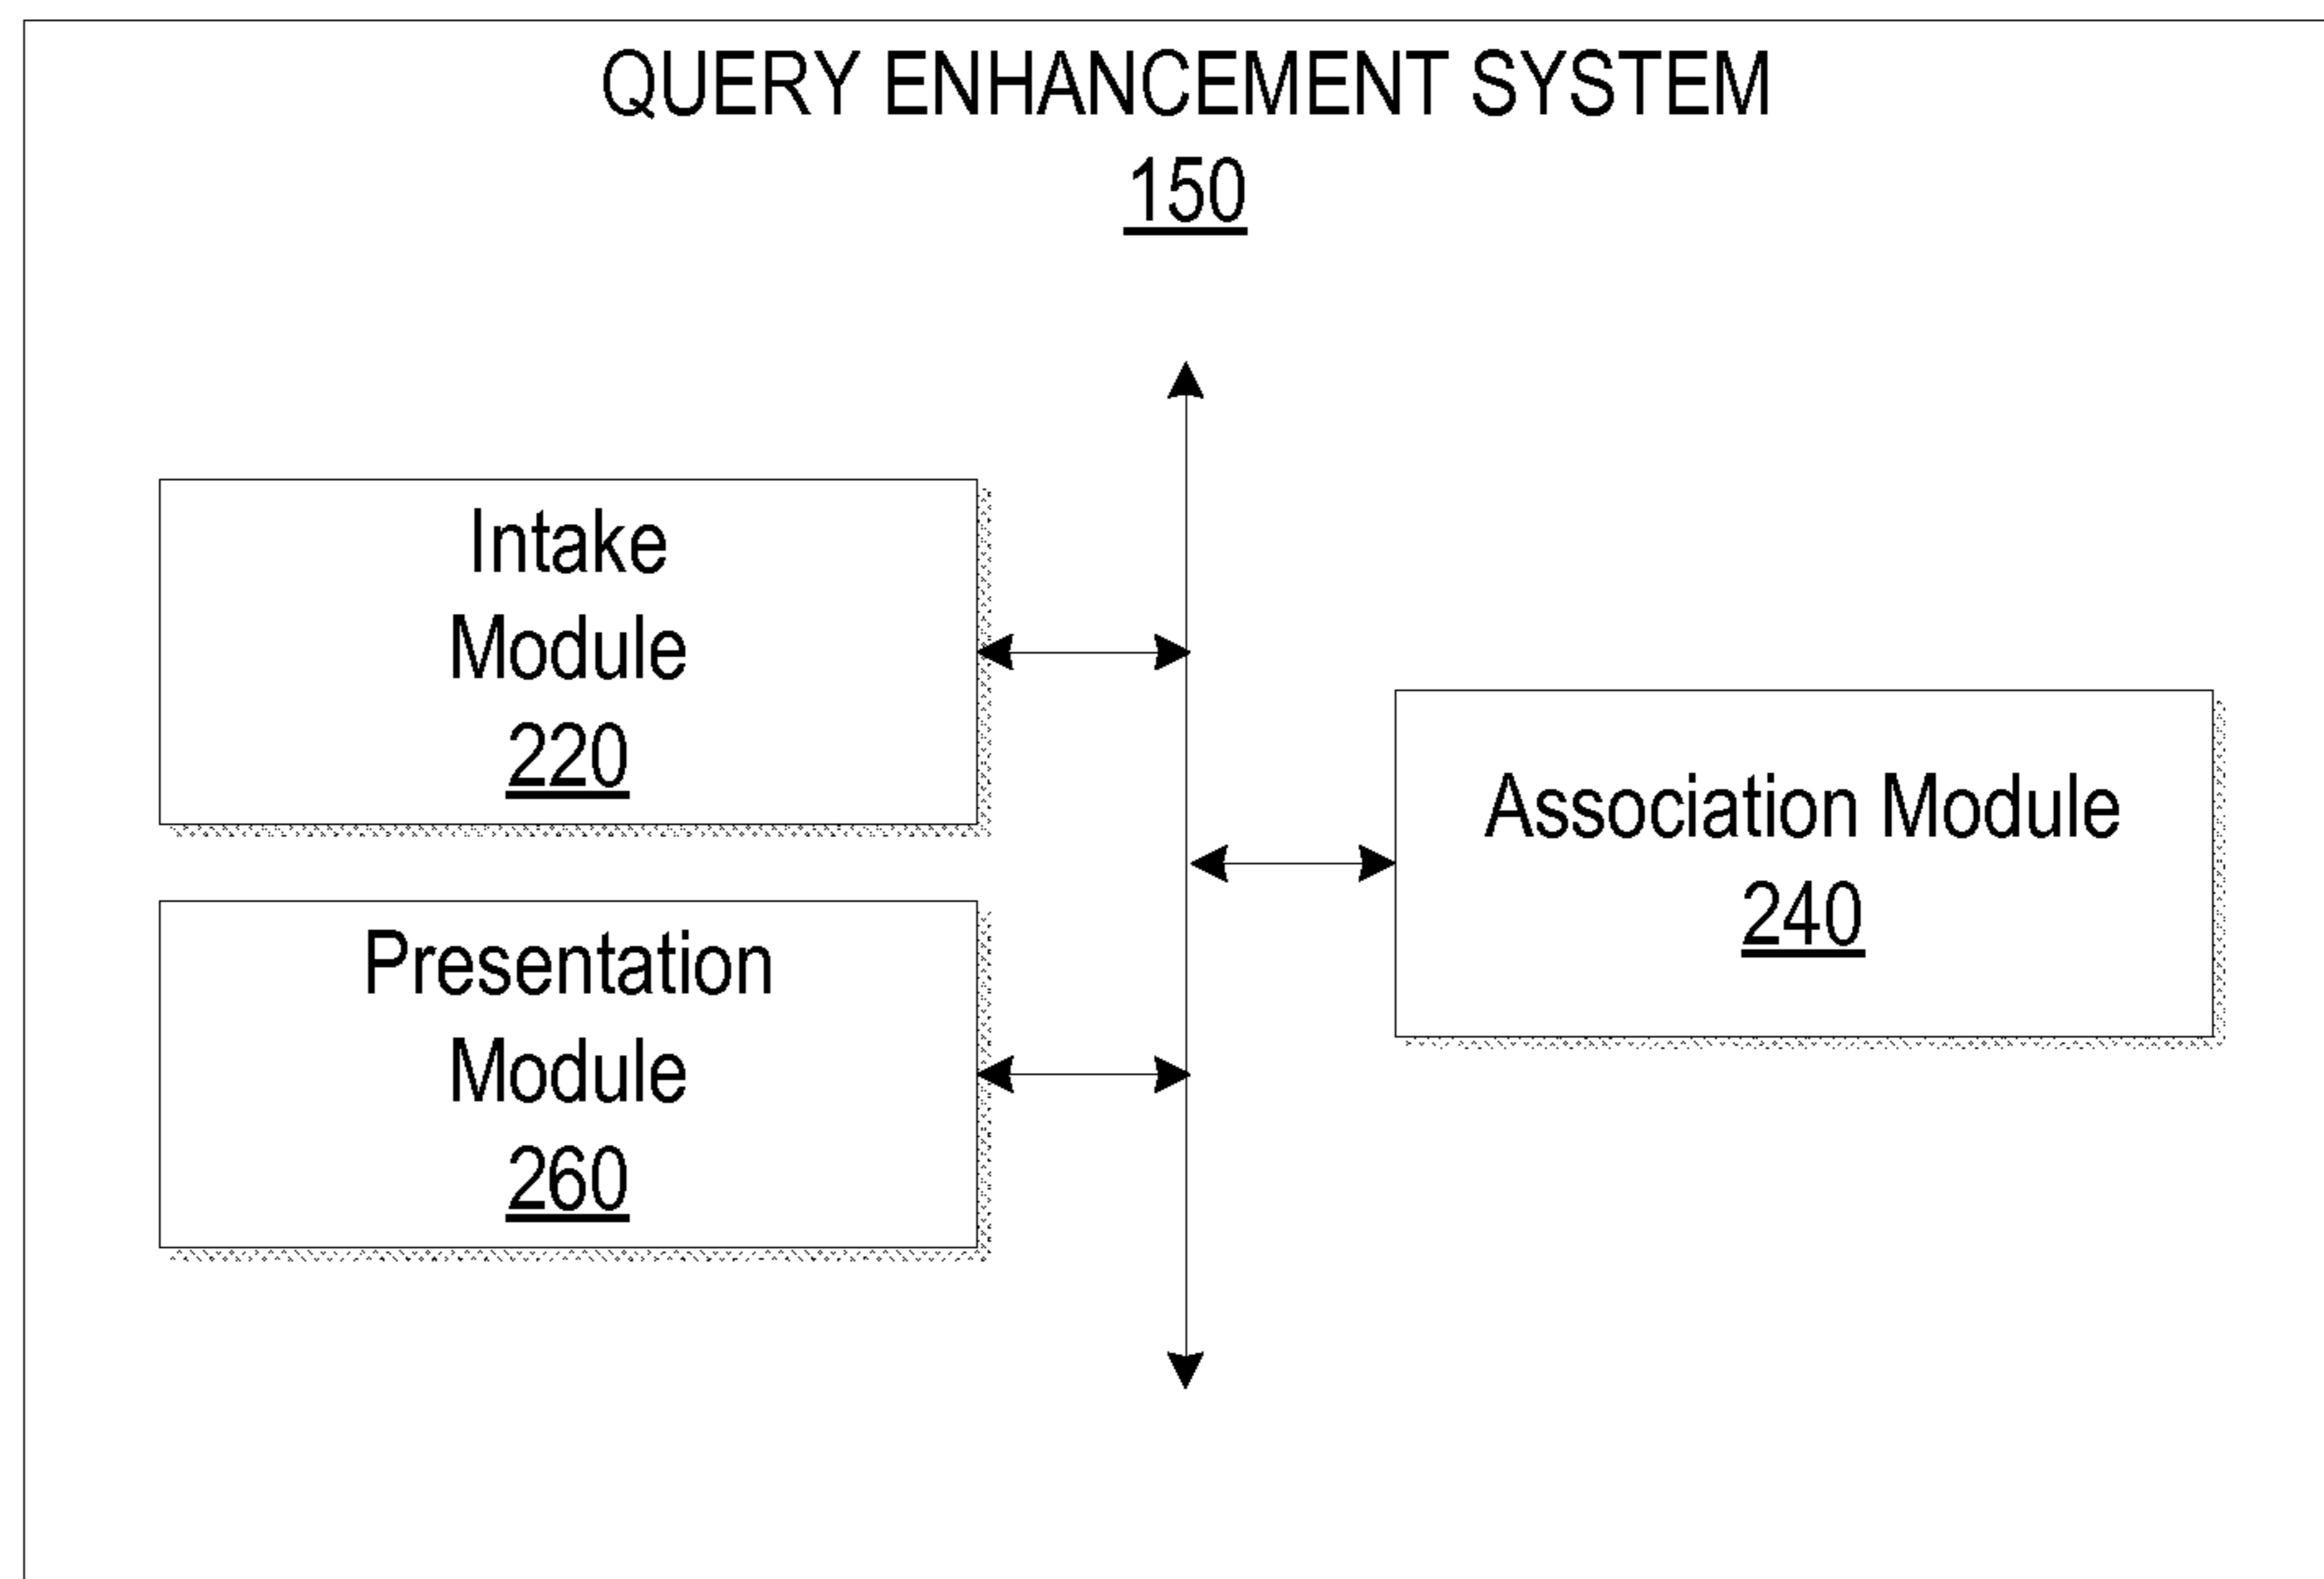 QUERY ENHANCEMENT SYSTEM
150
Intake
Module
220
Association Module
240
Presentation
Module
260